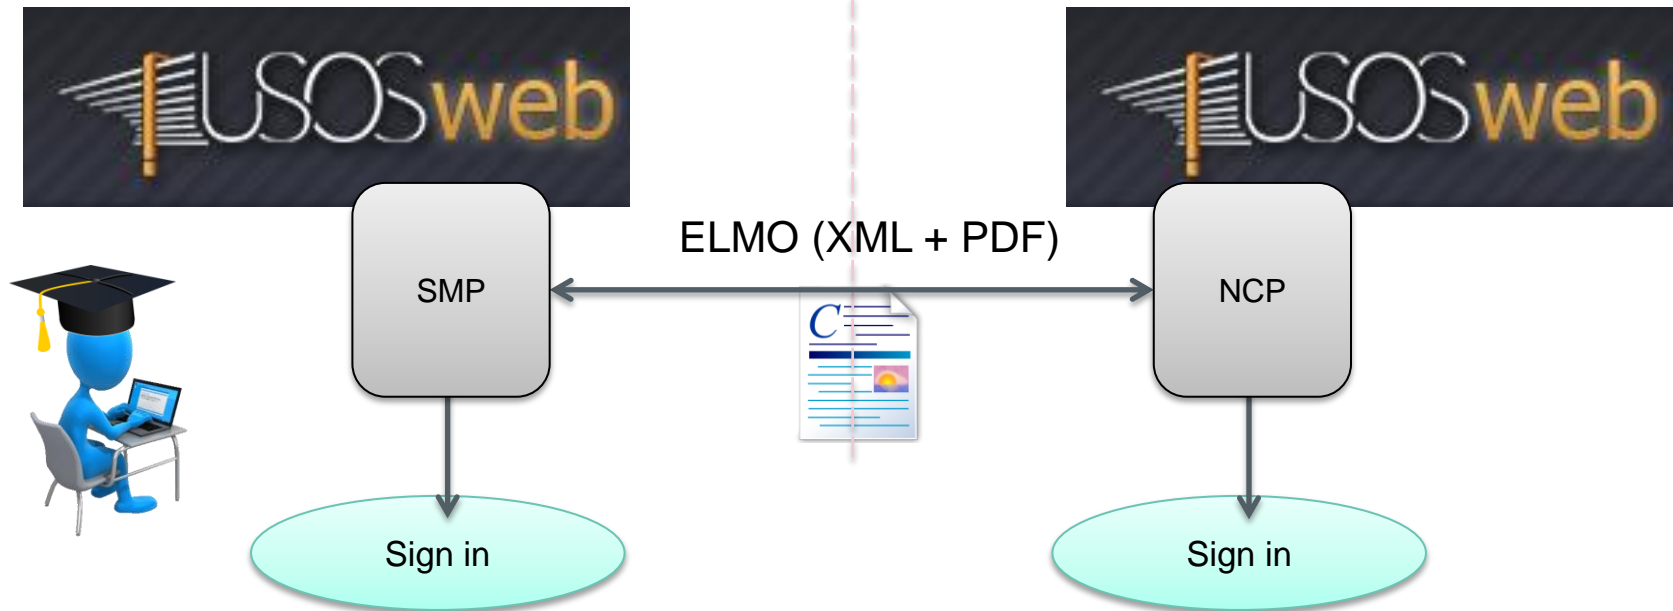 USOSweb
USOSweb
ELMO (XML + PDF)
SMP
NCP
C
Sign in
Sign in